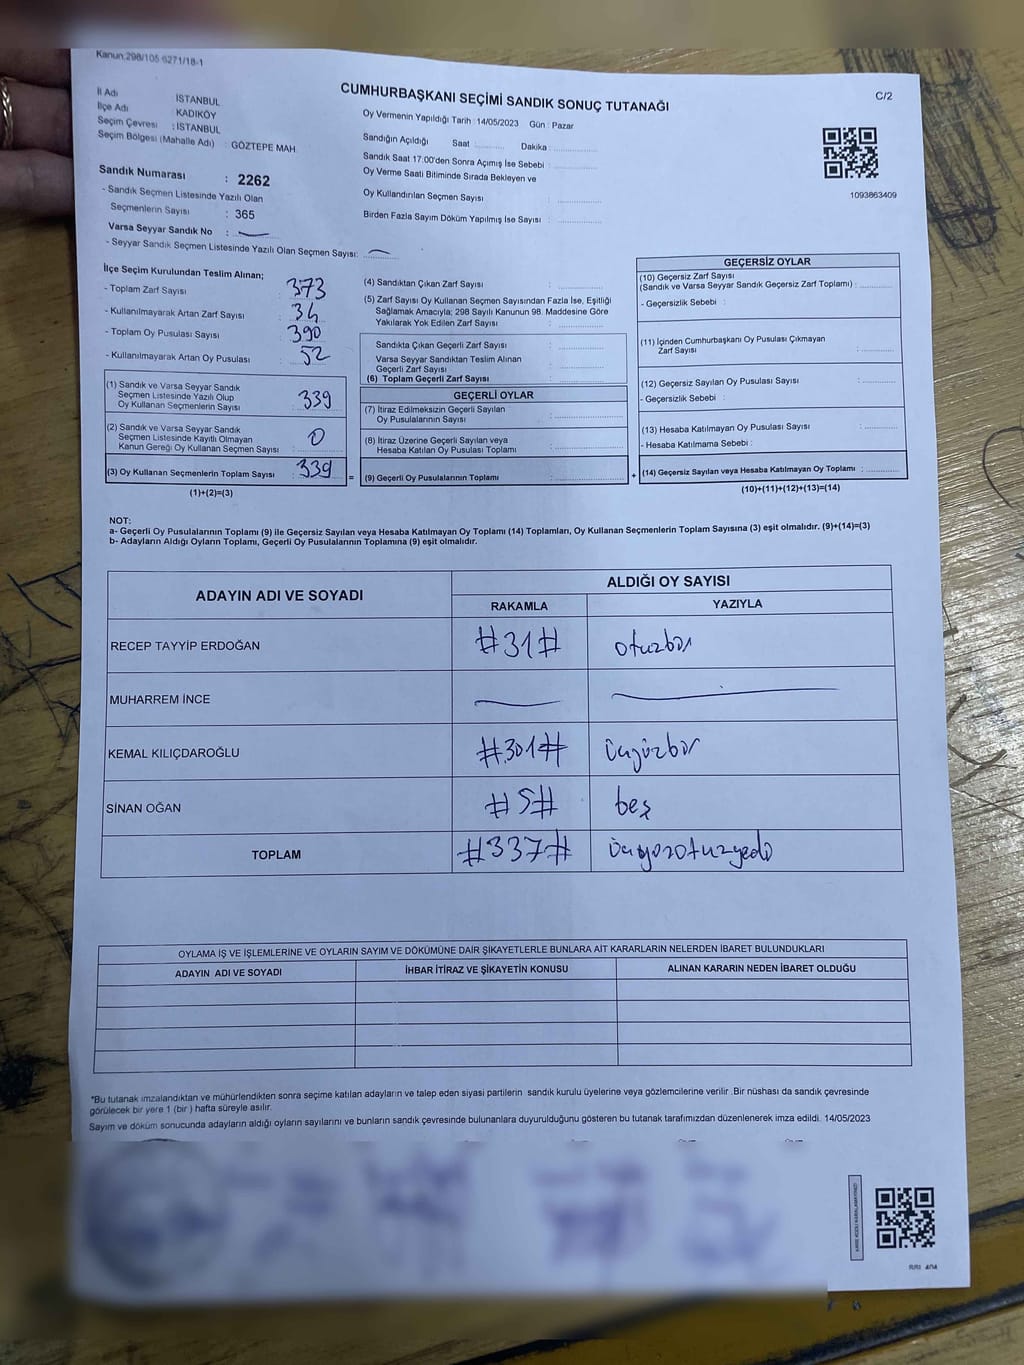 Kanun:298/105 6271/18-1
CUMHURBAŞKANI SEÇİMİ SANDIK SONUÇ TUTANAĞI
C/2
İl Adı İSTANBUL
İlçe Adı KADIKÖY
Seçim Çevresi : İSTANBUL
Seçim Bölgesi (Mahalle Adı) : GÖZTEPE MAH.
Sandık Numarası : 2262
- Sandık Seçmen Listesinde Yazılı Olan
Seçmenlerin Sayısı : 365
Varsa Seyyar Sandık No :
- Seyyar Sandık Seçmen Listesinde Yazılı Olan Seçmen Sayısı:
Oy Vermenin Yapıldığı Tarih : 14/05/2023 Gün : Pazar
Sandığın Açıldığı Saat Dakika
Sandık Saat 17:00'den Sonra Açımış İse Sebebi :
Oy Verme Saati Bitiminde Sırada Bekleyen ve
Oy Kullandırılan Seçmen Sayısı :
Birden Fazla Sayım Döküm Yapılmış İse Sayısı :
1093863409
İlçe Seçim Kurulundan Teslim Alınan;
- Toplam Zarf Sayısı : 373
- Kullanılmayarak Artan Zarf Sayısı : 34
- Toplam Oy Pusulası Sayısı : 390
- Kullanılmayarak Artan Oy Pusulası : 52
(1) Sandık ve Varsa Seyyar Sandık
Seçmen Listesinde Yazılı Olup
Oy Kullanan Seçmenlerin Sayısı : 339
(2) Sandık ve Varsa Seyyar Sandık
Seçmen Listesinde Kayıtlı Olmayan
Kanun Gereği Oy Kullanan Seçmen Sayısı : 0
(3) Oy Kullanan Seçmenlerin Toplam Sayısı : 339
(1)+(2)=(3)
(4) Sandıktan Çıkan Zarf Sayısı :
(5) Zarf Sayısı Oy Kullanan Seçmen Sayısından Fazla İse, Eşitliği
Sağlamak Amacıyla; 298 Sayılı Kanunun 98. Maddesine Göre
Yakılarak Yok Edilen Zarf Sayısı :
Sandıkta Çıkan Geçerli Zarf Sayısı :
Varsa Seyyar Sandıktan Teslim Alınan
Geçerli Zarf Sayısı :
(6) Toplam Geçerli Zarf Sayısı :
GEÇERLİ OYLAR
(7) İtiraz Edilmeksizin Geçerli Sayılan
Oy Pusulalarının Sayısı :
(8) İtiraz Üzerine Geçerli Sayılan veya
Hesaba Katılan Oy Pusulası Toplamı :
= (9) Geçerli Oy Pusulalarının Toplamı :
GEÇERSİZ OYLAR
(10) Geçersiz Zarf Sayısı
(Sandık ve Varsa Seyyar Sandık Geçersiz Zarf Toplamı) :
- Geçersizlik Sebebi :
(11) İçinden Cumhurbaşkanı Oy Pusulası Çıkmayan
Zarf Sayısı :
(12) Geçersiz Sayılan Oy Pusulası Sayısı :
- Geçersizlik Sebebi :
(13) Hesaba Katılmayan Oy Pusulası Sayısı :
- Hesaba Katılmama Sebebi :
+ (14) Geçersiz Sayılan veya Hesaba Katılmayan Oy Toplamı :
(10)+(11)+(12)+(13)=(14)
NOT:
a- Geçerli Oy Pusulalarının Toplamı (9) ile Geçersiz Sayılan veya Hesaba Katılmayan Oy Toplamı (14) Toplamları, Oy Kullanan Seçmenlerin Toplam Sayısına (3) eşit olmalıdır. (9)+(14)=(3)
b- Adayların Aldığı Oyların Toplamı, Geçerli Oy Pusulalarının Toplamına (9) eşit olmalıdır.
ADAYIN ADI VE SOYADI ALDIĞI OY SAYISI
RAKAMLA YAZIYLA
RECEP TAYYİP ERDOĞAN #31# otuzbir
MUHARREM İNCE
KEMAL KILIÇDAROĞLU #301# üçyüzbir
SİNAN OĞAN #5# beş
TOPLAM #337# üçyüzotuzyedi
OYLAMA İŞ VE İŞLEMLERİNE VE OYLARIN SAYIM VE DÖKÜMÜNE DAİR ŞİKAYETLERLE BUNLARA AİT KARARLARIN NELERDEN İBARET BULUNDUKLARI
ADAYIN ADI VE SOYADI İHBAR İTİRAZ VE ŞİKAYETİN KONUSU ALINAN KARARIN NEDEN İBARET OLDUĞU
*Bu tutanak imzalandıktan ve mühürlendikten sonra seçime katılan adayların ve talep eden siyasi partilerin sandık kurulu üyelerine veya gözlemcilerine verilir .Bir nüshası da sandık çevresinde
görülecek bir yere 1 (bir ) hafta süreyle asılır.
Sayım ve döküm sonucunda adayların aldığı oyların sayılarını ve bunların sandık çevresinde bulunanlara duyurulduğunu gösteren bu tutanak tarafımızdan düzenlenerek imza edildi. 14/05/2023